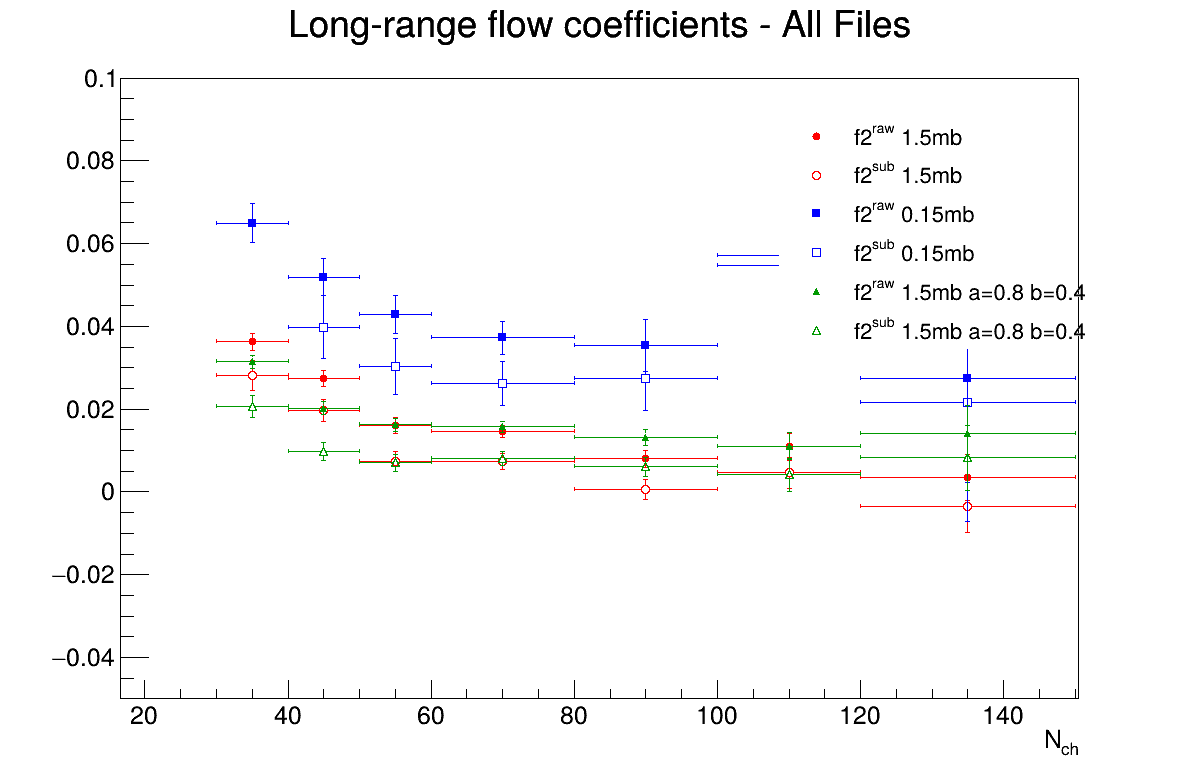 Long-range flow coefficients - All Files
0.1
0.08
0.06
0.04
0.02
0
−0.02
−0.04
f2raw 1.5mb
f2sub 1.5mb
f2raw 0.15mb
f2sub 0.15mb
f2raw 1.5mb a=0.8 b=0.4
f2sub 1.5mb a=0.8 b=0.4
20 40 60 80 100 120 140
Nch